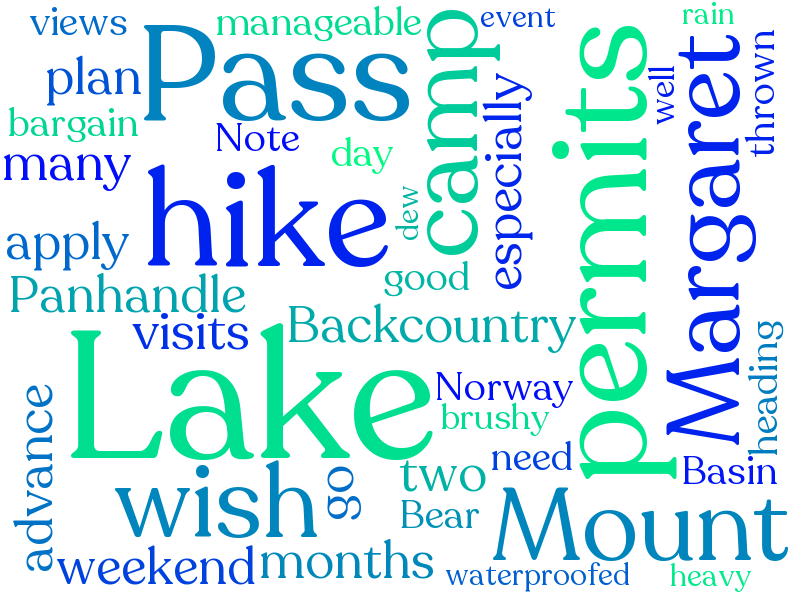 views
manageable
event
rain
plan
Pass
camp
permits
Margaret
well
thrown
bargain
Note
day
especially
many
hike
dew
apply
good
Panhandle
visits
Backcountry
heading
Lake
Norway
brushy
advance
wish
go
two
need
Basin
Bear
Mount
weekend
months
waterproofed
heavy